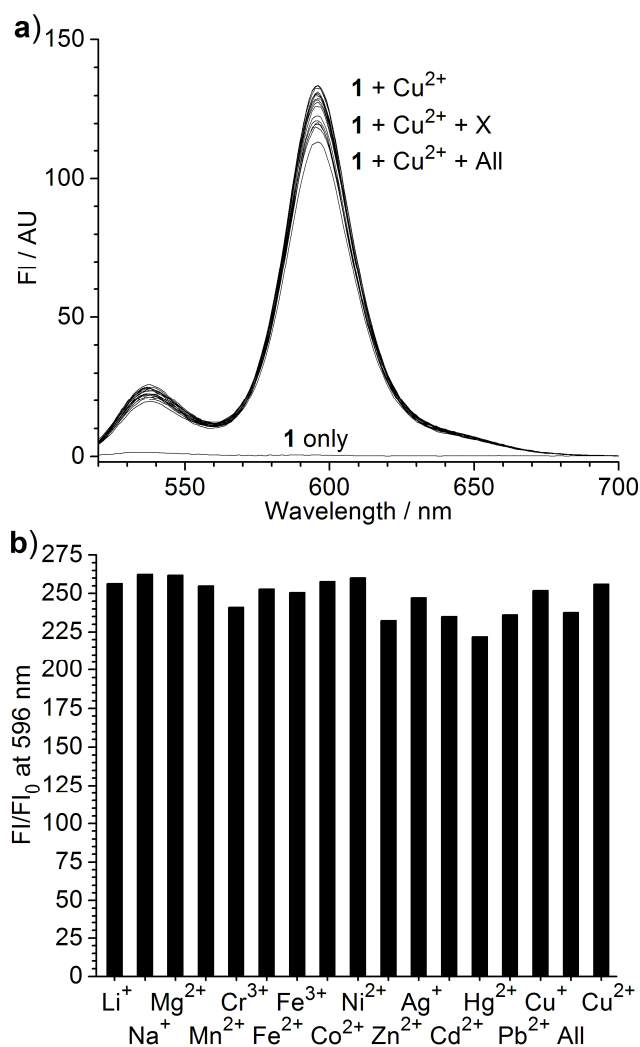 a)
150
1 + Cu²⁺
1 + Cu²⁺ + X
1 + Cu²⁺ + All
100
FI / AU
50
1 only
0
550 600 650 700
Wavelength / nm
b)
275
250
225
200
175
150
125
100
75
50
25
0
FI/FI₀ at 596 nm
Li⁺ Mg²⁺ Cr³⁺ Fe³⁺ Ni²⁺ Ag⁺ Hg²⁺ Cu⁺ Cu²⁺
Na⁺ Mn²⁺ Fe²⁺ Co²⁺ Zn²⁺ Cd²⁺ Pb²⁺ All